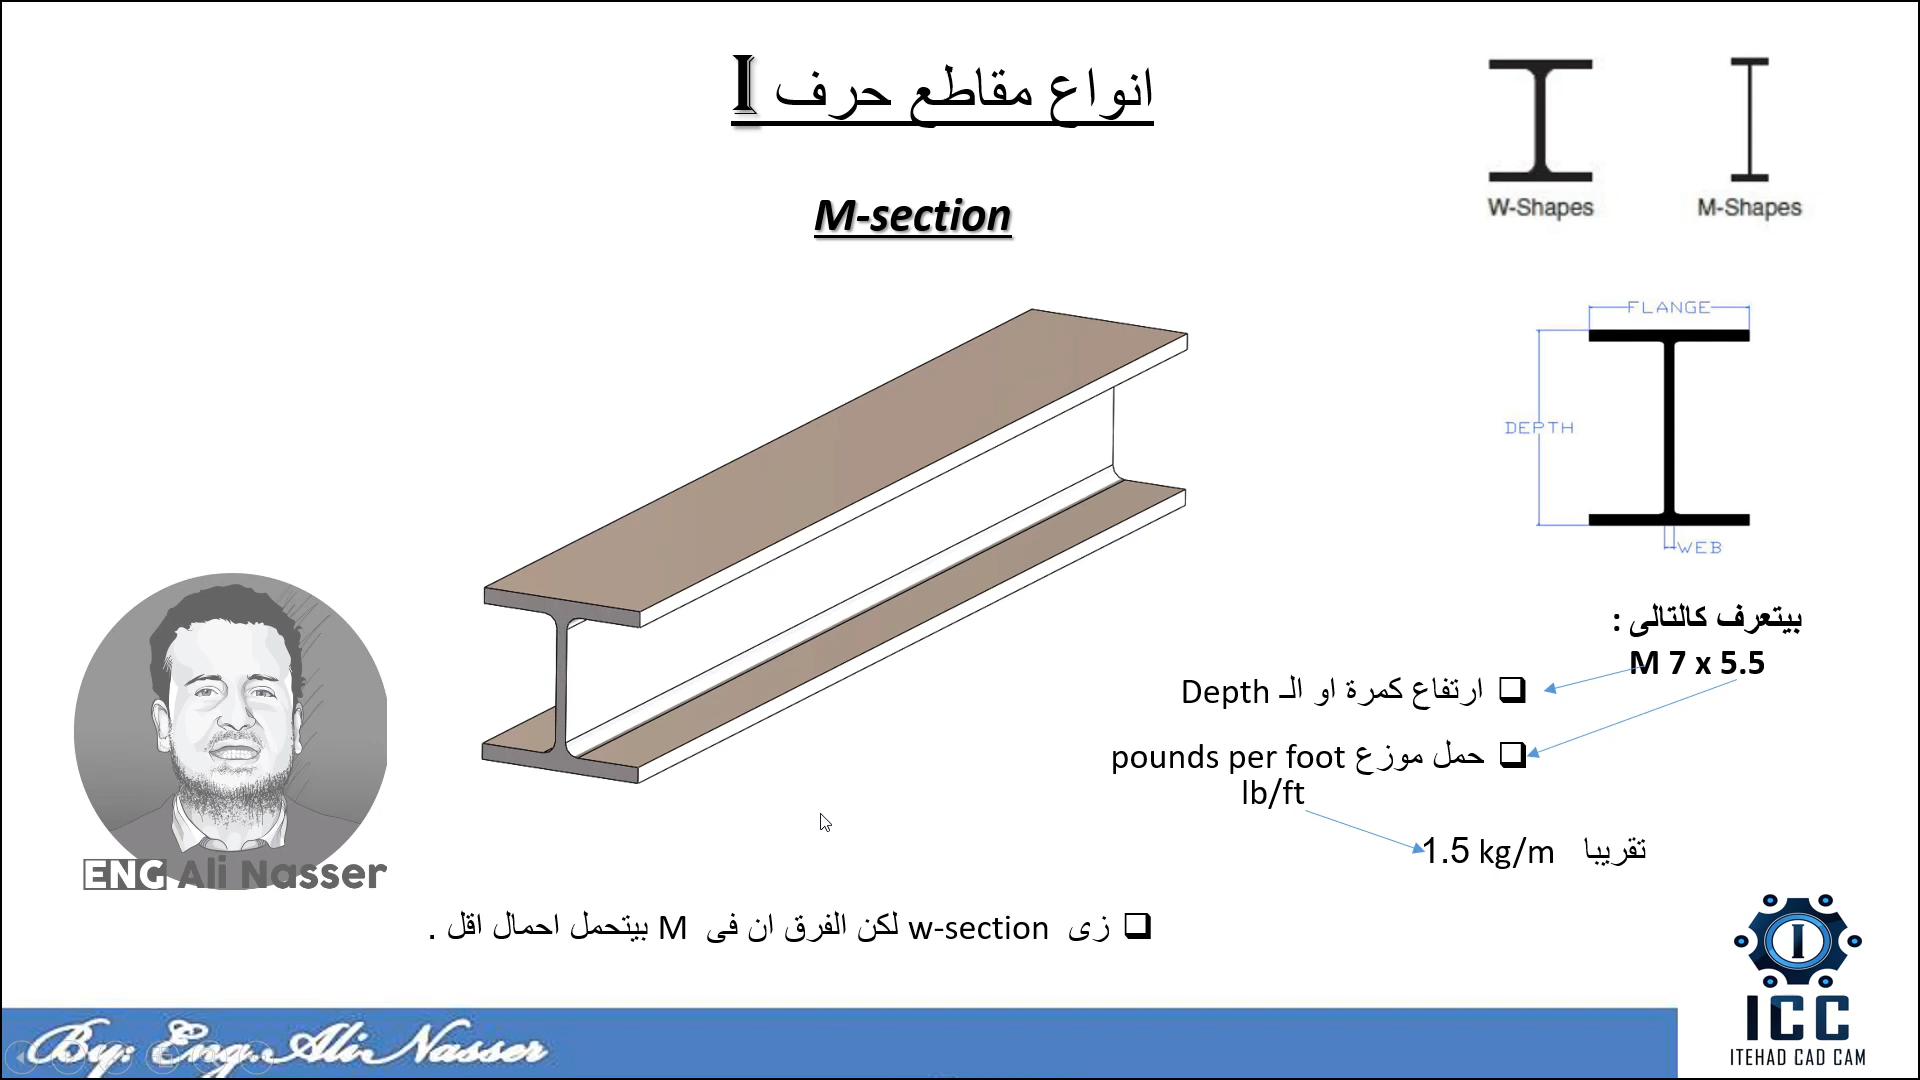 انواع مقاطع حرف I
M-section
W-Shapes
M-Shapes
FLANGE
DEPTH
WEB
بيتعرف كالتالى :
M 7 x 5.5
ارتفاع كمرة او الـ Depth
حمل موزع pounds per foot
lb/ft
تقريبا 1.5 kg/m
زى w-section لكن الفرق ان فى M بيتحمل احمال اقل .
ENG Ali Nasser
By: Eng. Ali Nasser
I
ICC
ITEHAD CAD CAM